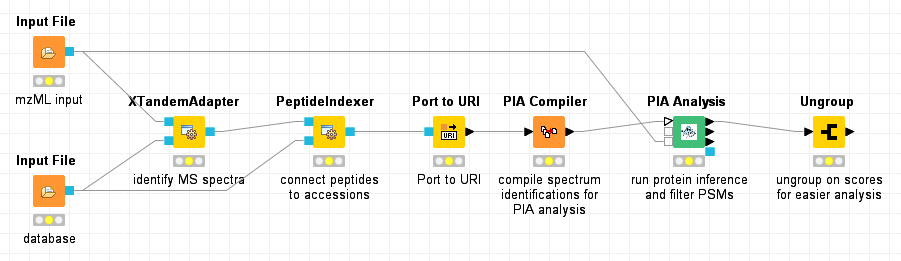 Input File
mzML input
XTandemAdapter
identify MS spectra
PeptideIndexer
connect peptides
to accessions
Port to URI
URI
Port to URI
PIA Compiler
compile spectrum
identifications for
PIA analysis
PIA Analysis
run protein inference
and filter PSMs
Ungroup
ungroup on scores
for easier analysis
Input File
database